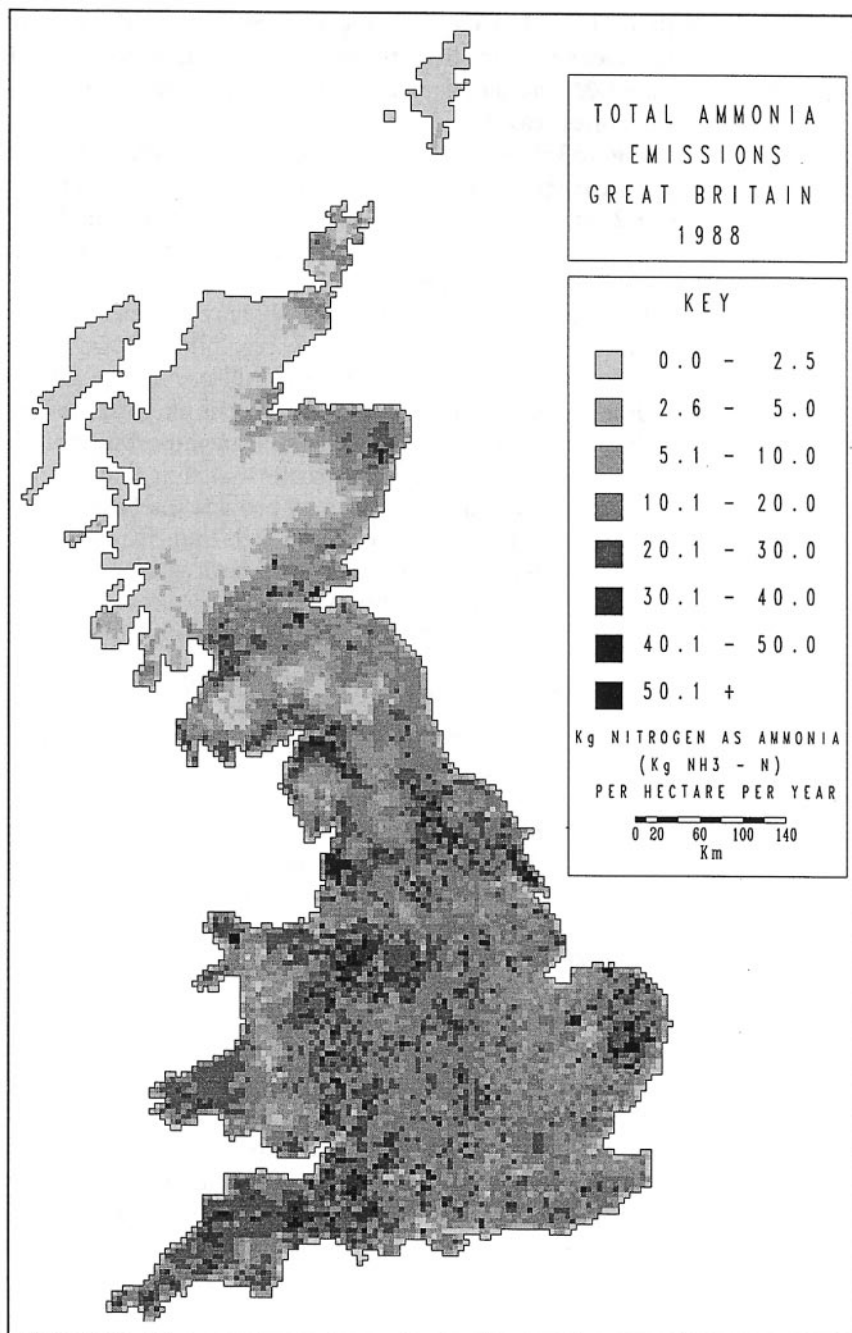 TOTAL AMMONIA
EMISSIONS
GREAT BRITAIN
1988
KEY
0.0 - 2.5
2.6 - 5.0
5.1 - 10.0
10.1 - 20.0
20.1 - 30.0
30.1 - 40.0
40.1 - 50.0
50.1 +
Kg NITROGEN AS AMMONIA
(Kg NH3 - N)
PER HECTARE PER YEAR
0 20 60 100 140
Km